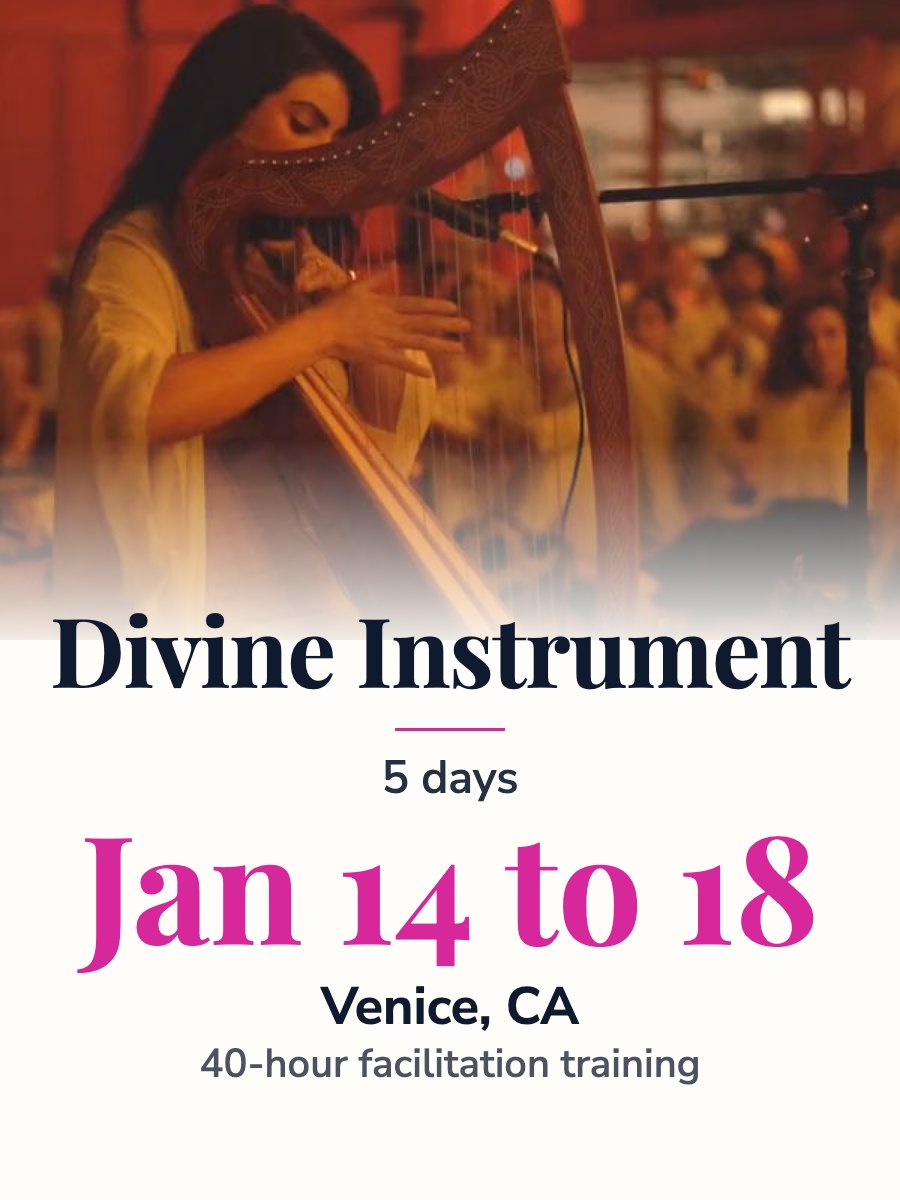 Divine Instrument
5 days
Jan 14 to 18
Venice, CA
40-hour facilitation training